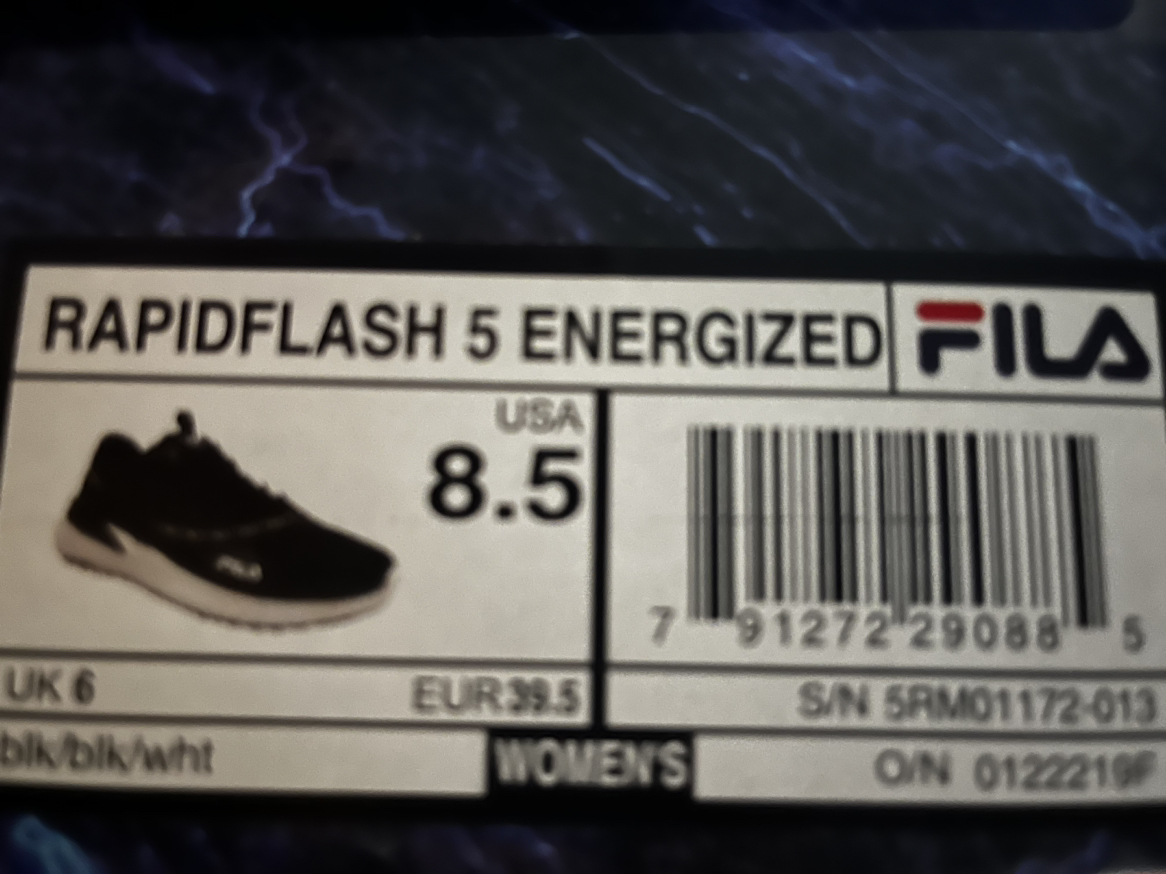 RAPIDFLASH 5 ENERGIZED
FILA
USA
8.5
FILA
7 91272 29088 5
UK 6
EUR 39.5
S/N 5RM01172-013
blk/blk/wht
WOMEN'S
O/N 0122219F